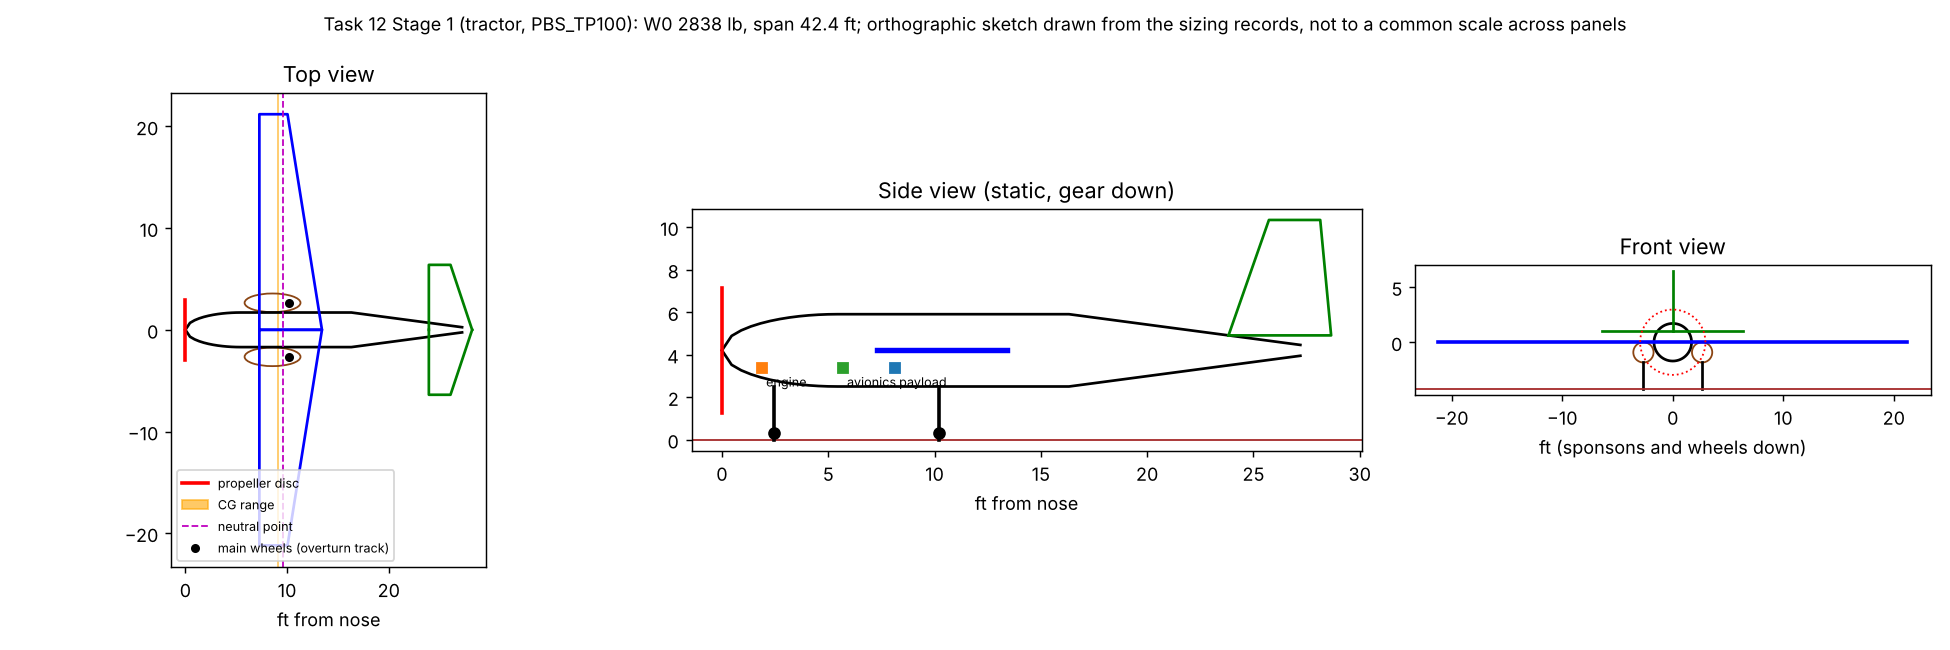 Task 12 Stage 1 (tractor, PBS_TP100): W0 2838 lb, span 42.4 ft; orthographic sketch drawn from the sizing records, not to a common scale across panels
Top view
20
10
0
−10
−20
propeller disc
CG range
neutral point
main wheels (overturn track)
0 10 20
ft from nose
Side view (static, gear down)
10
8
6
4
2
0
engine avionics payload
0 5 10 15 20 25 30
ft from nose
Front view
5
0
−20 −10 0 10 20
ft (sponsons and wheels down)